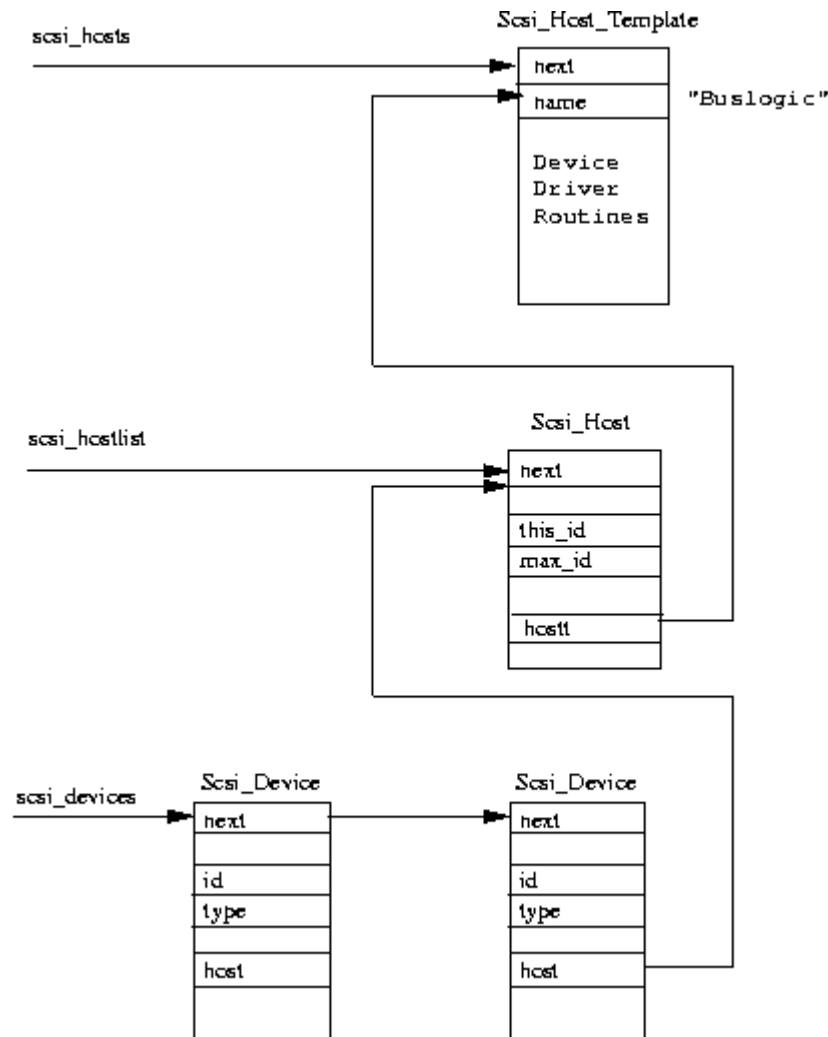 Scsi_Host_Template
scsi_hosts
next
name
"Buslogic"
Device
Driver
Routines
Scsi_Host
scsi_hostlist
next
this_id
max_id
hostt
Scsi_Device
Scsi_Device
scsi_devices
next
next
id
id
type
type
host
host